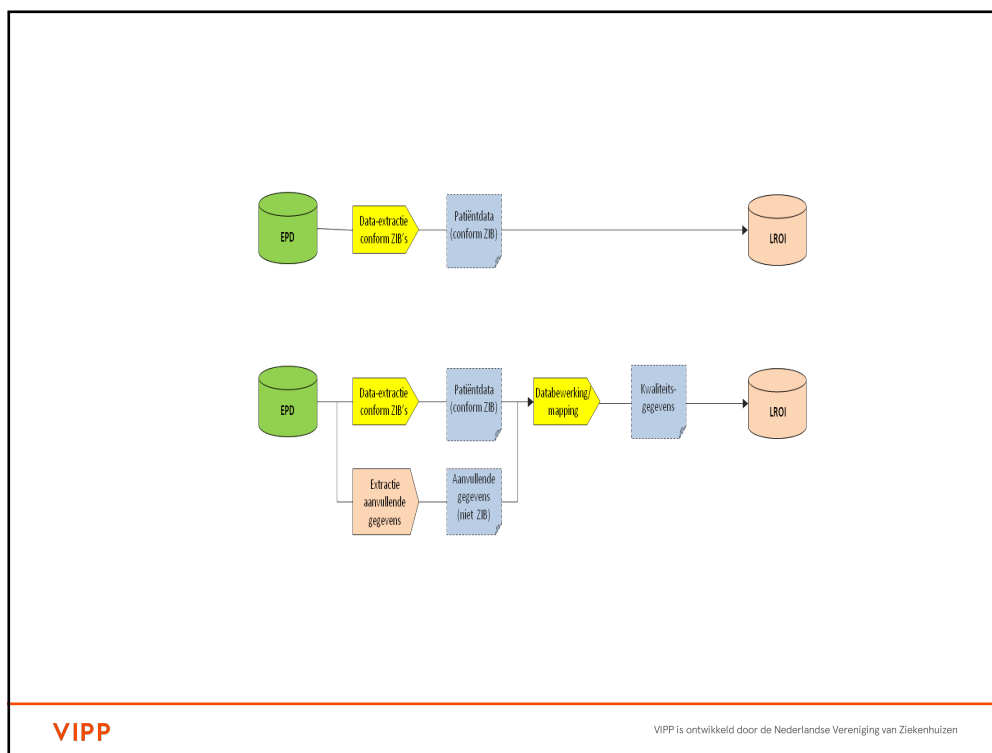 EPD
Data-extractie
conform ZIB's
Patiëntdata
(conform ZIB)
LROI
EPD
Data-extractie
conform ZIB's
Patiëntdata
(conform ZIB)
Databewerking/
mapping
Kwaliteits-
gegevens
LROI
Extractie
aanvullende
gegevens
Aanvullende
gegevens
(niet ZIB)
VIPP
VIPP is ontwikkeld door de Nederlandse Vereniging van Ziekenhuizen